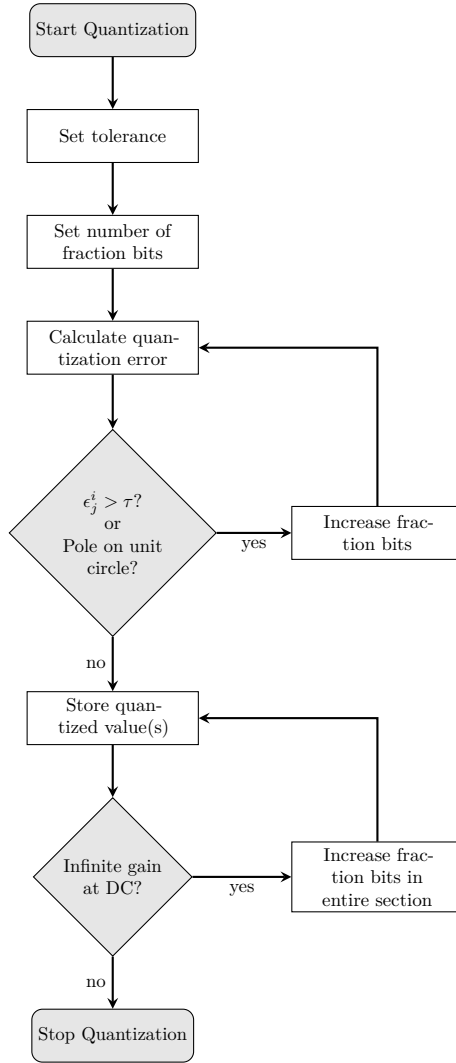 Start Quantization
Set tolerance
Set number of
fraction bits
Calculate quan-
tization error
$\epsilon_j^i > \tau$?
or
Pole on unit
circle?
yes
Increase frac-
tion bits
no
Store quan-
tized value(s)
Infinite gain
at DC?
yes
Increase frac-
tion bits in
entire section
no
Stop Quantization